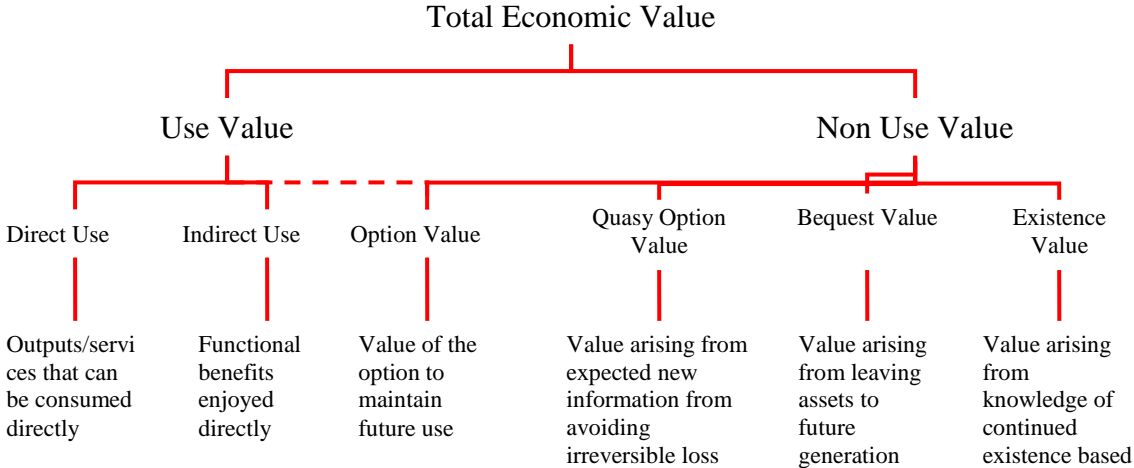 Total Economic Value
Use Value
Non Use Value
Direct Use
Indirect Use
Option Value
Quasy Option
Value
Bequest Value
Existence
Value
Outputs/servi
ces that can
be consumed
directly
Functional
benefits
enjoyed
directly
Value of the
option to
maintain
future use
Value arising from
expected new
information from
avoiding
irreversible loss
Value arising
from leaving
assets to
future
generation
Value arising
from
knowledge of
continued
existence based